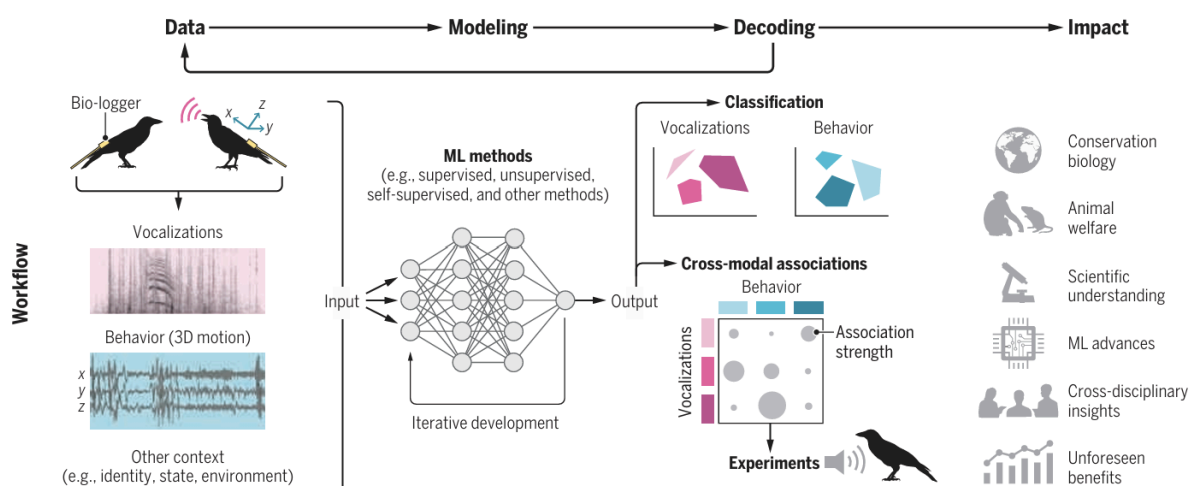 Data
Modeling
Decoding
Impact
Workflow
Bio-logger
x
z
y
Vocalizations
Behavior (3D motion)
x
y
z
Other context
(e.g., identity, state, environment)
Input
ML methods
(e.g., supervised, unsupervised,
self-supervised, and other methods)
Iterative development
Output
Classification
Vocalizations
Behavior
Cross-modal associations
Behavior
Vocalizations
Association
strength
Experiments
Conservation
biology
Animal
welfare
Scientific
understanding
ML advances
Cross-disciplinary
insights
Unforeseen
benefits